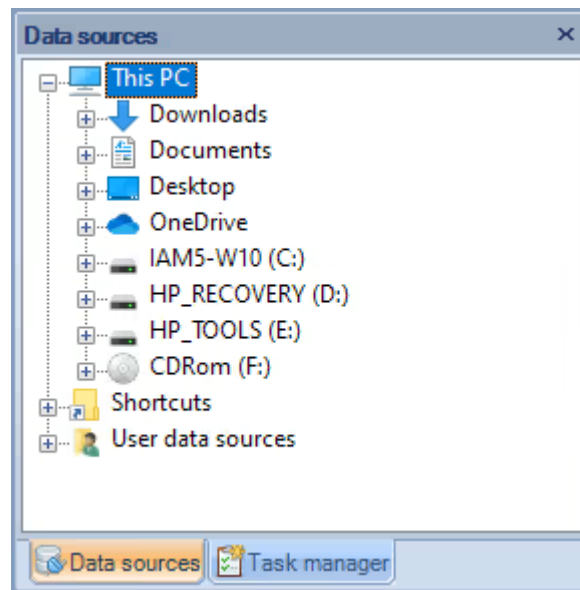 Data sources
This PC
Downloads
Documents
Desktop
OneDrive
IAM5-W10 (C:)
HP_RECOVERY (D:)
HP_TOOLS (E:)
CDRom (F:)
Shortcuts
User data sources
Data sources Task manager